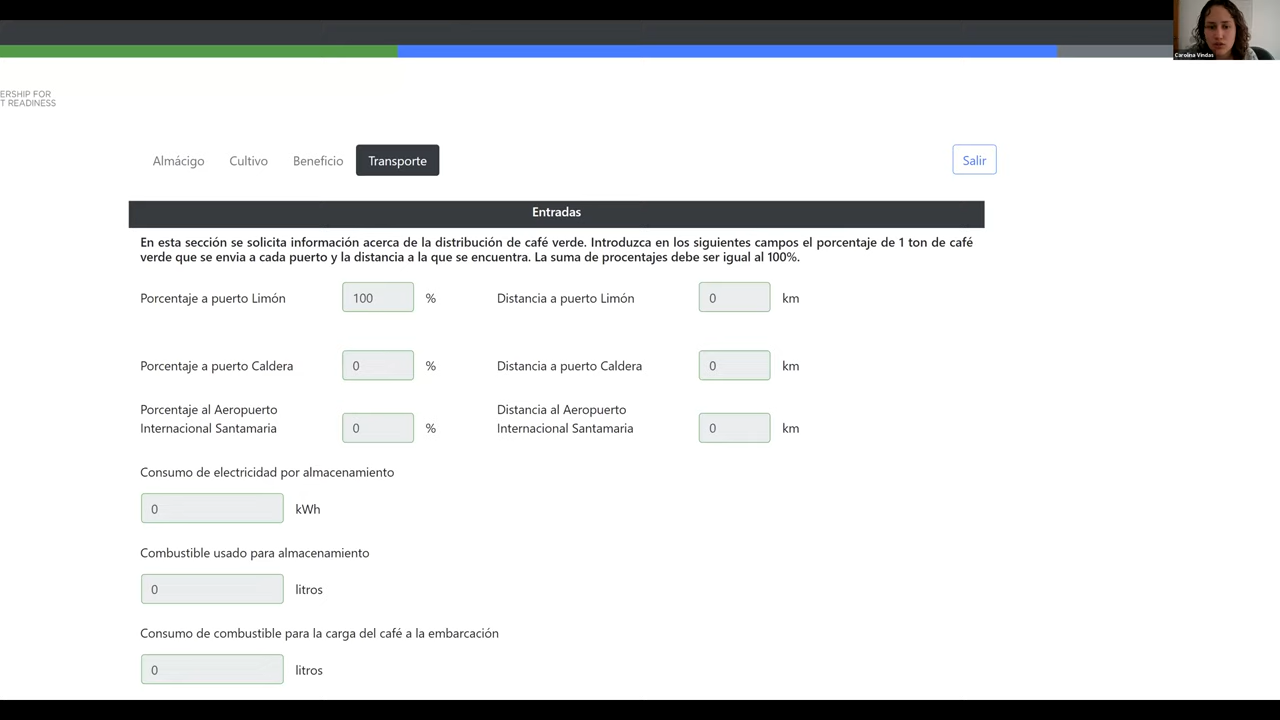 Carolina Vindas
ERSHIP FOR
T READINESS
Almácigo Cultivo Beneficio Transporte Salir
Entradas
En esta sección se solicita información acerca de la distribución de café verde. Introduzca en los siguientes campos el porcentaje de 1 ton de café
verde que se envia a cada puerto y la distancia a la que se encuentra. La suma de procentajes debe ser igual al 100%.
Porcentaje a puerto Limón 100 % Distancia a puerto Limón 0 km
Porcentaje a puerto Caldera 0 % Distancia a puerto Caldera 0 km
Porcentaje al Aeropuerto Distancia al Aeropuerto
Internacional Santamaria 0 % Internacional Santamaria 0 km
Consumo de electricidad por almacenamiento
0 kWh
Combustible usado para almacenamiento
0 litros
Consumo de combustible para la carga del café a la embarcación
0 litros